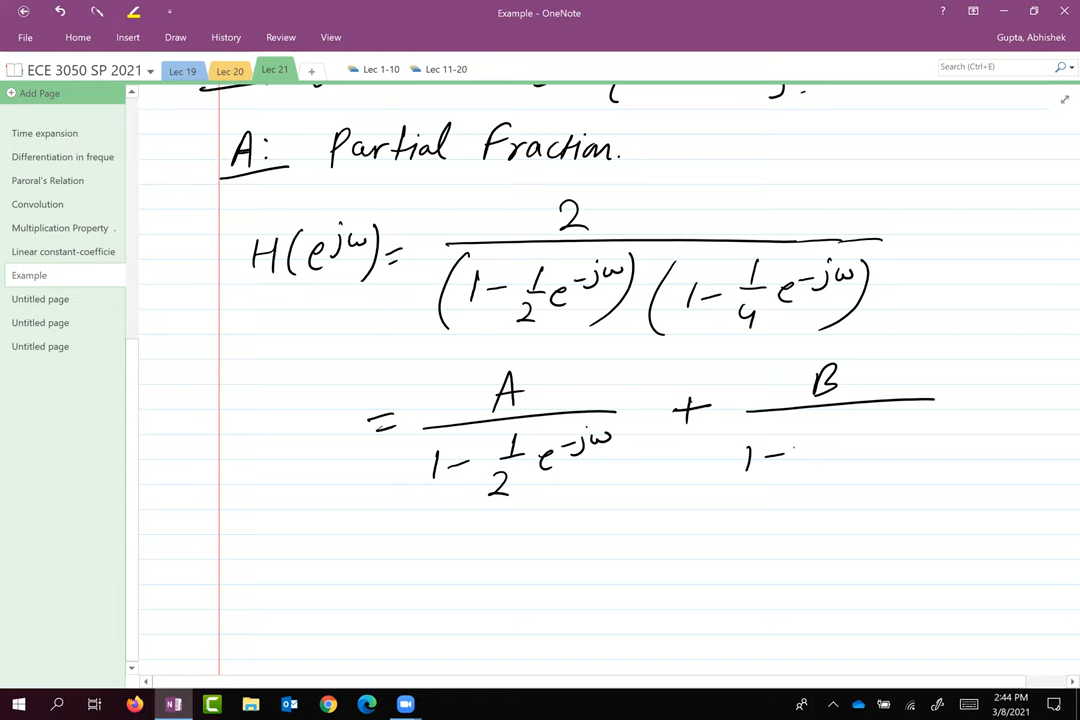 Example - OneNote
File Home Insert Draw History Review View Gupta, Abhishek
ECE 3050 SP 2021 Lec 19 Lec 20 Lec 21 Lec 1-10 Lec 11-20 Search (Ctrl+E)
Add Page
Time expansion
Differentiation in freque
Paroral's Relation
Convolution
Multiplication Property .
Linear constant-coefficie
Example
Untitled page
Untitled page
Untitled page
A: Partial Fraction.
H(e^{jω}) = 2 / ((1 - 1/2 e^{-jω}) (1 - 1/4 e^{-jω}))
= A / (1 - 1/2 e^{-jω}) + B / (1 -
2:44 PM
3/8/2021